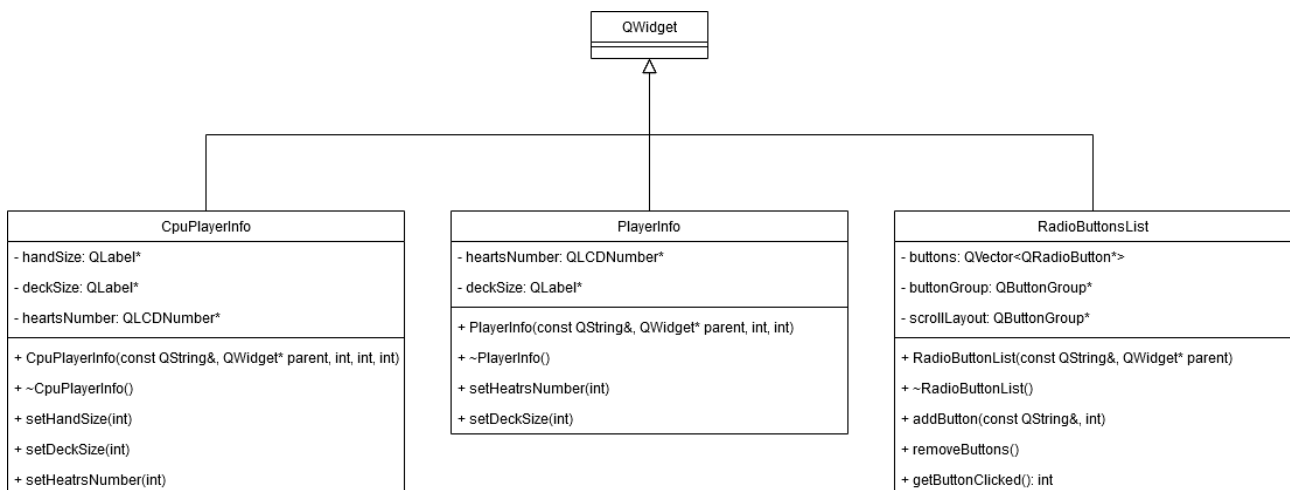 QWidget
CpuPlayerInfo
- handSize: QLabel*
- deckSize: QLabel*
- heartsNumber: QLCDNumber*
+ CpuPlayerInfo(const QString&, QWidget* parent, int, int, int)
+ ~CpuPlayerInfo()
+ setHandSize(int)
+ setDeckSize(int)
+ setHeatrsNumber(int)
PlayerInfo
- heartsNumber: QLCDNumber*
- deckSize: QLabel*
+ PlayerInfo(const QString&, QWidget* parent, int, int)
+ ~PlayerInfo()
+ setHeatrsNumber(int)
+ setDeckSize(int)
RadioButtonsList
- buttons: QVector<QRadioButton*>
- buttonGroup: QButtonGroup*
- scrollLayout: QButtonGroup*
+ RadioButtonList(const QString&, QWidget* parent)
+ ~RadioButtonList()
+ addButton(const QString&, int)
+ removeButtons()
+ getButtonClicked(): int